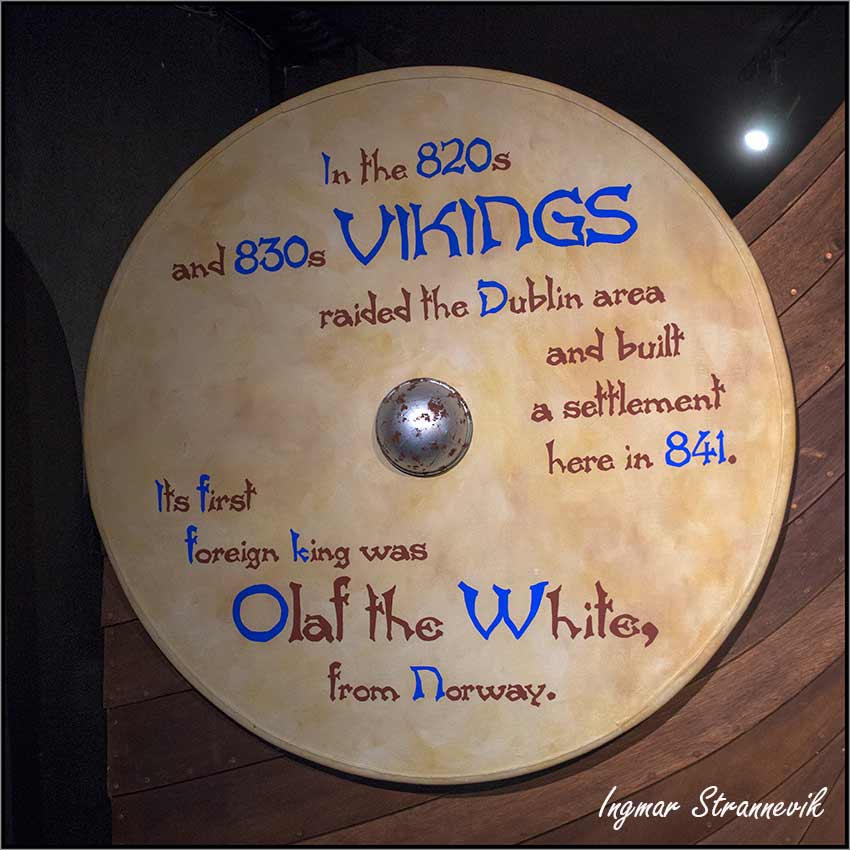 In the 820s
and 830s VIKINGS
raided the Dublin area
and built
a settlement
here in 841.
Its first
foreign king was
Olaf the White,
from Norway.
Ingmar Strannevik